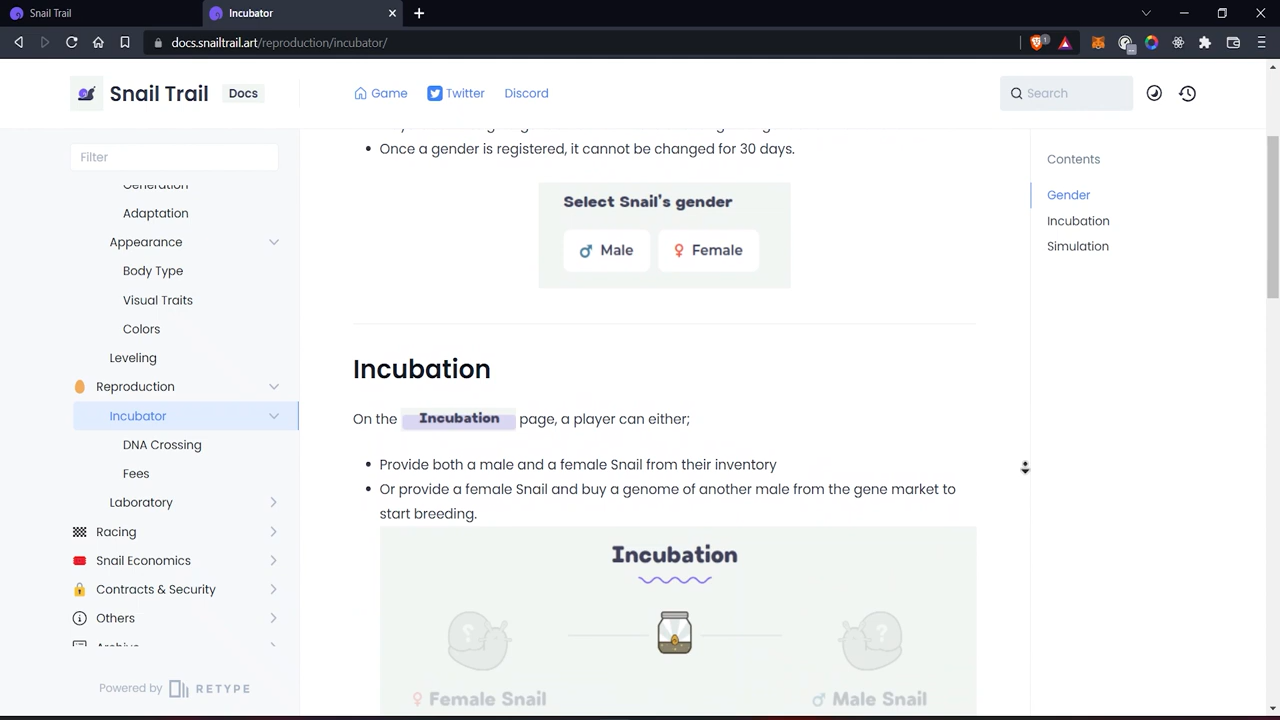 Snail Trail
Incubator
docs.snailtrail.art/reproduction/incubator/
Snail Trail Docs
Game Twitter Discord
Search
Filter
Generation
Adaptation
Appearance
Body Type
Visual Traits
Colors
Leveling
Reproduction
Incubator
DNA Crossing
Fees
Laboratory
Racing
Snail Economics
Contracts & Security
Others
Archive
Powered by RETYPE
Once a gender is registered, it cannot be changed for 30 days.
Select Snail's gender
Male Female
Incubation
On the Incubation page, a player can either;
Provide both a male and a female Snail from their inventory
Or provide a female Snail and buy a genome of another male from the gene market to
start breeding.
Incubation
Female Snail Male Snail
Contents
Gender
Incubation
Simulation